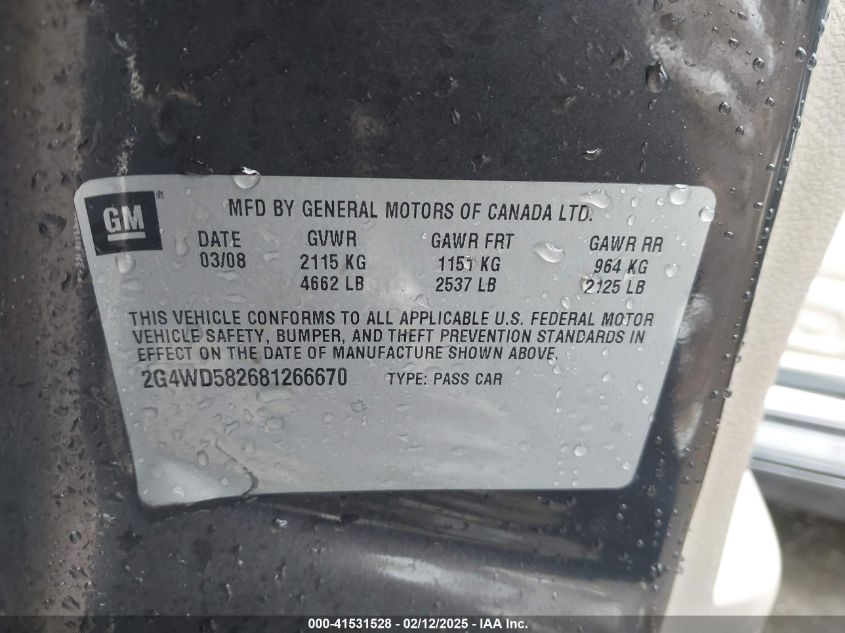 GM ®
MFD BY GENERAL MOTORS OF CANADA LTD.
DATE GVWR GAWR FRT GAWR RR
03/08 2115 KG 1151 KG 964 KG
4662 LB 2537 LB 2125 LB
THIS VEHICLE CONFORMS TO ALL APPLICABLE U.S. FEDERAL MOTOR
VEHICLE SAFETY, BUMPER, AND THEFT PREVENTION STANDARDS IN
EFFECT ON THE DATE OF MANUFACTURE SHOWN ABOVE.
2G4WD582681266670 TYPE: PASS CAR
000-41531528 - 02/12/2025 - IAA Inc.